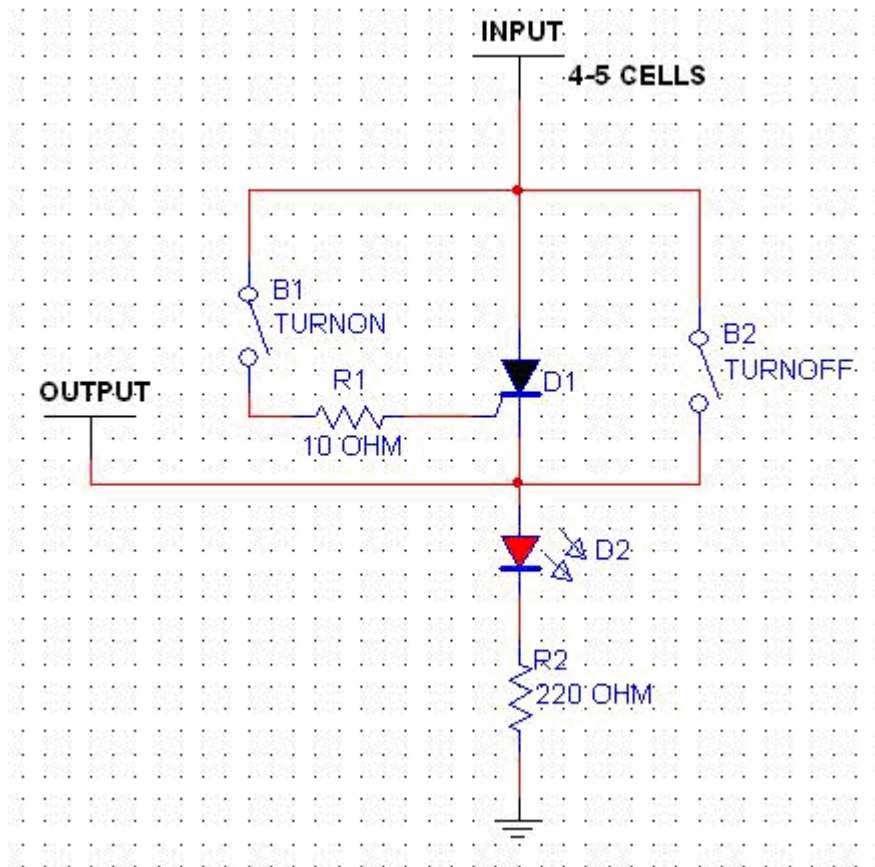 INPUT
4-5 CELLS
B1
TURNON
B2
TURNOFF
R1
D1
OUTPUT
10 OHM
D2
R2
220 OHM